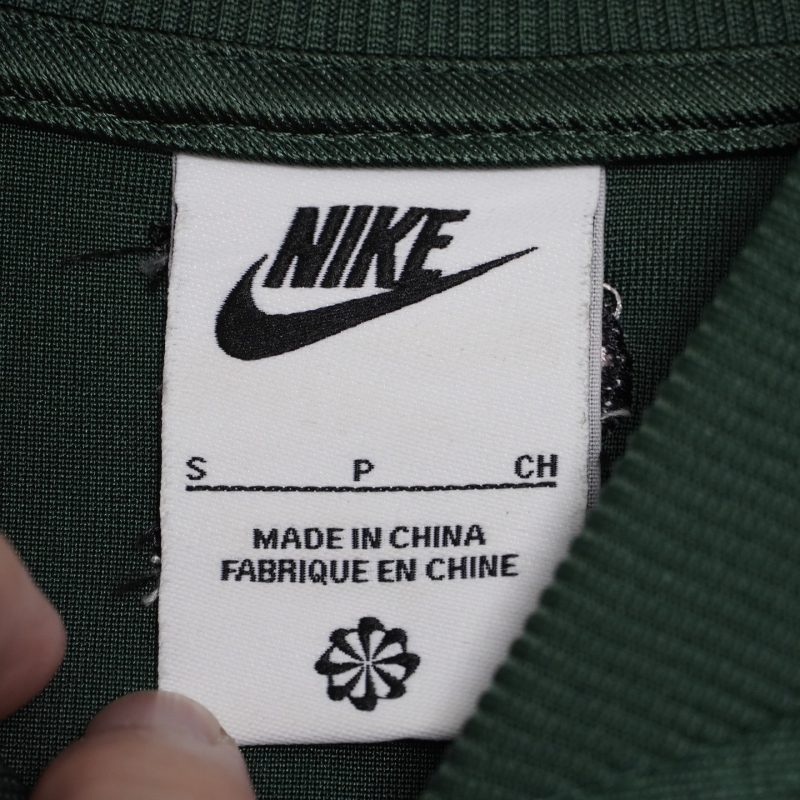 NIKE
S P CH
MADE IN CHINA
FABRIQUE EN CHINE